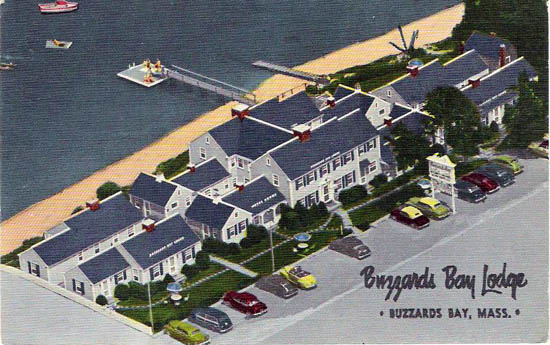 Buzzards Bay Lodge
• BUZZARDS BAY, MASS. •